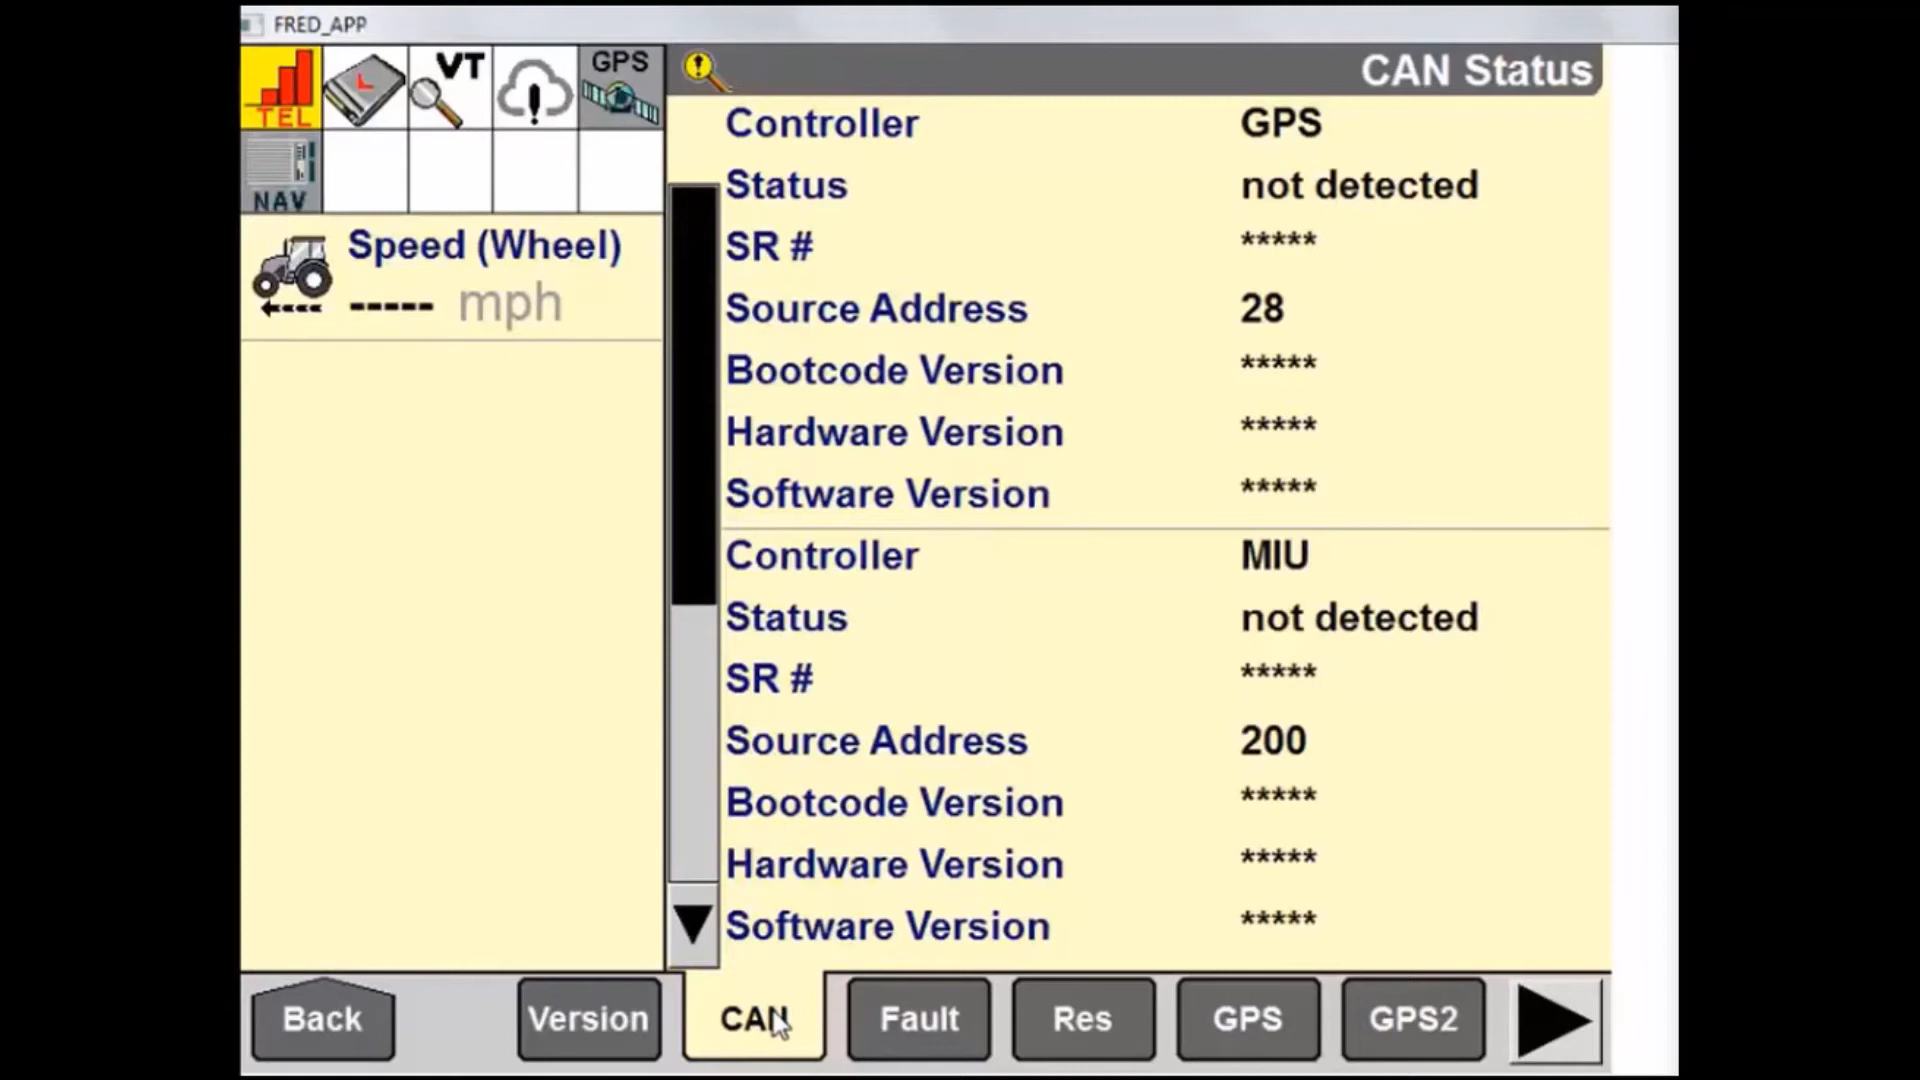 FRED_APP
TEL
VT
GPS
NAV
CAN Status
Speed (Wheel)
----- mph
Controller GPS
Status not detected
SR # *****
Source Address 28
Bootcode Version *****
Hardware Version *****
Software Version *****
Controller MIU
Status not detected
SR # *****
Source Address 200
Bootcode Version *****
Hardware Version *****
Software Version *****
Back Version CAN Fault Res GPS GPS2